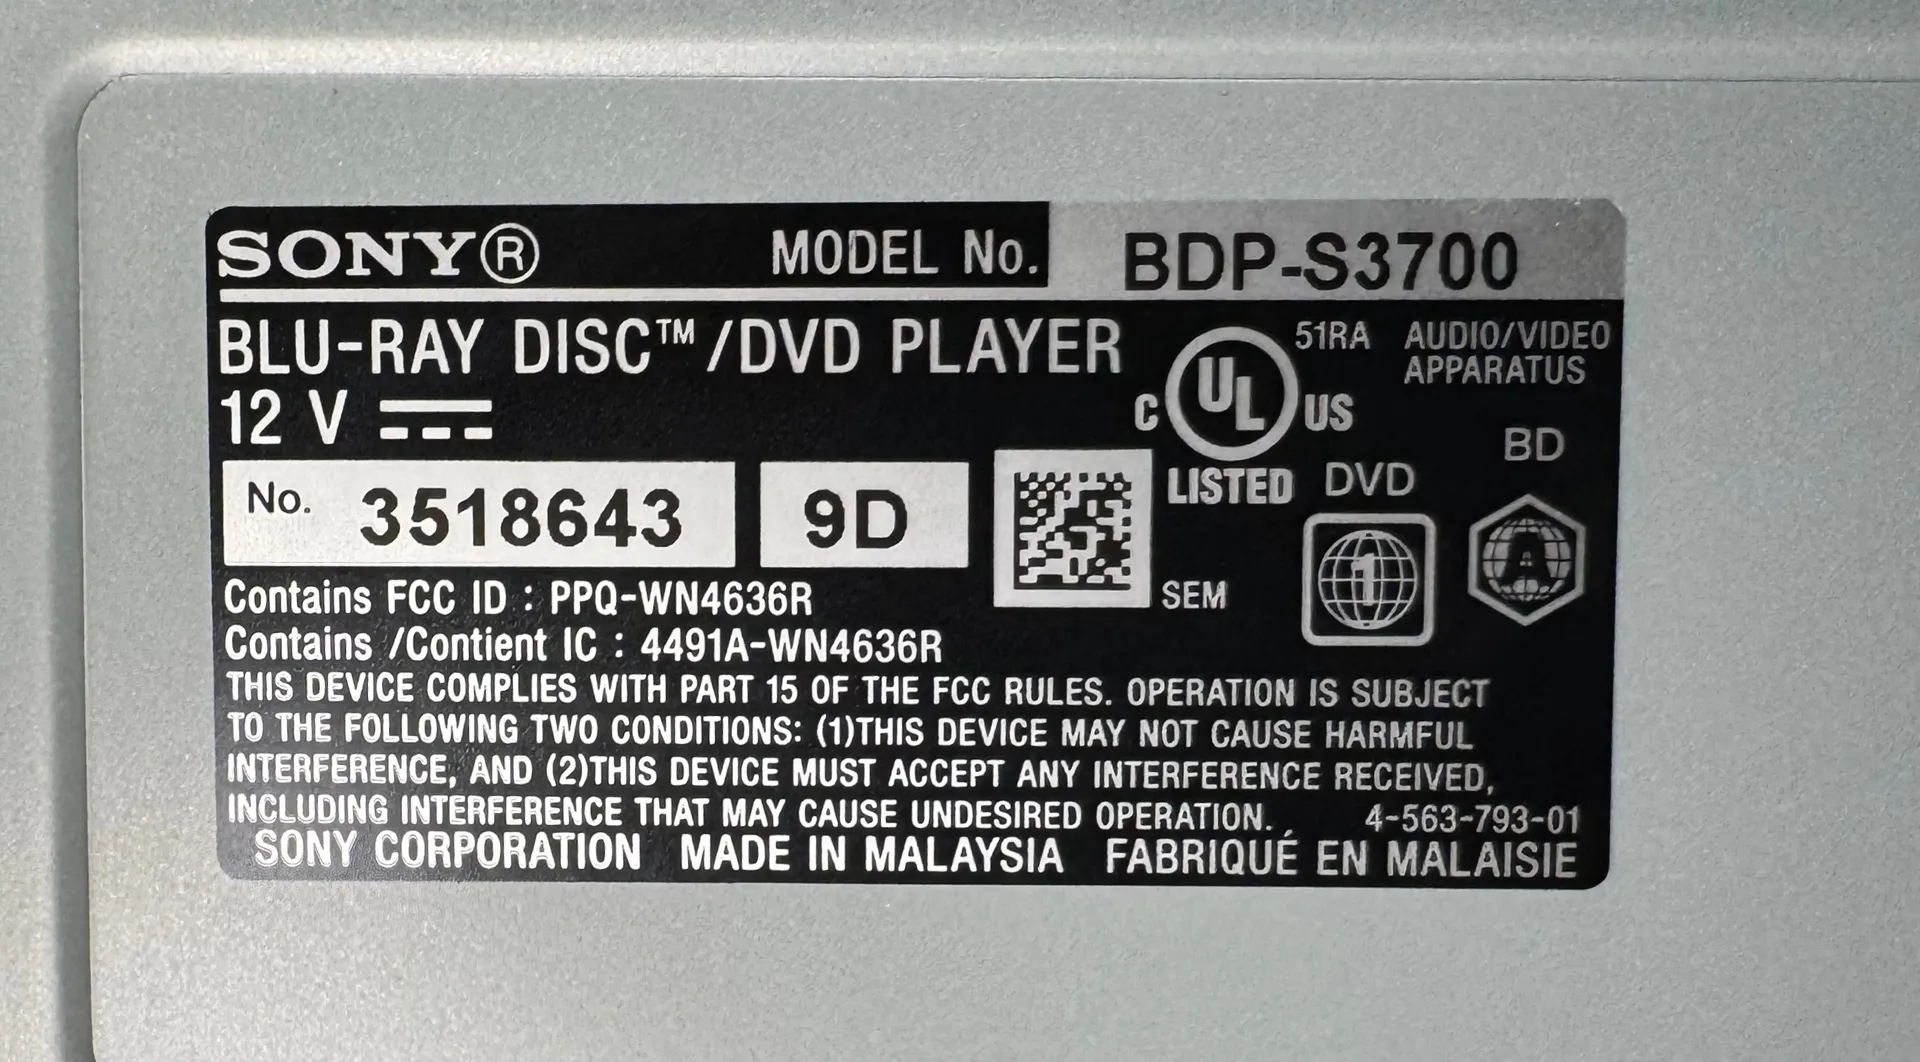 SONY® MODEL No. BDP-S3700
BLU-RAY DISC™/DVD PLAYER
12 V
51RA AUDIO/VIDEO
APPARATUS
C UL US
LISTED
DVD
1
BD
A
No. 3518643 9D
SEM
Contains FCC ID : PPQ-WN4636R
Contains /Contient IC : 4491A-WN4636R
THIS DEVICE COMPLIES WITH PART 15 OF THE FCC RULES. OPERATION IS SUBJECT
TO THE FOLLOWING TWO CONDITIONS: (1)THIS DEVICE MAY NOT CAUSE HARMFUL
INTERFERENCE, AND (2)THIS DEVICE MUST ACCEPT ANY INTERFERENCE RECEIVED,
INCLUDING INTERFERENCE THAT MAY CAUSE UNDESIRED OPERATION. 4-563-793-01
SONY CORPORATION MADE IN MALAYSIA FABRIQUÉ EN MALAISIE